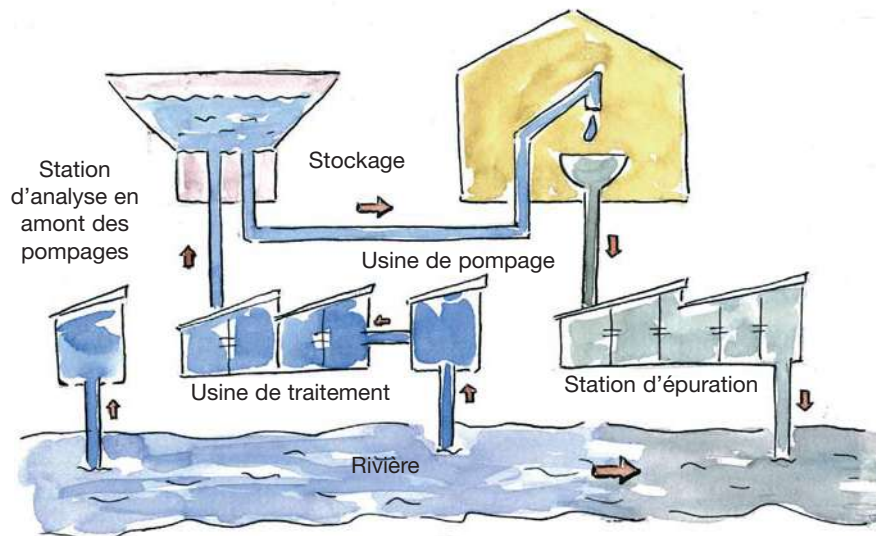 Stockage
Station
d’analyse en
amont des
pompages
Usine de pompage
Usine de traitement
Station d’épuration
Rivière